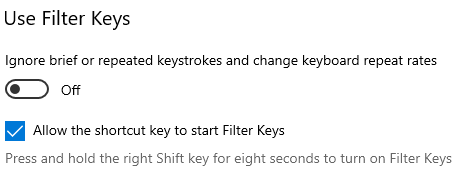 Use Filter Keys
Ignore brief or repeated keystrokes and change keyboard repeat rates
Off
Allow the shortcut key to start Filter Keys
Press and hold the right Shift key for eight seconds to turn on Filter Keys